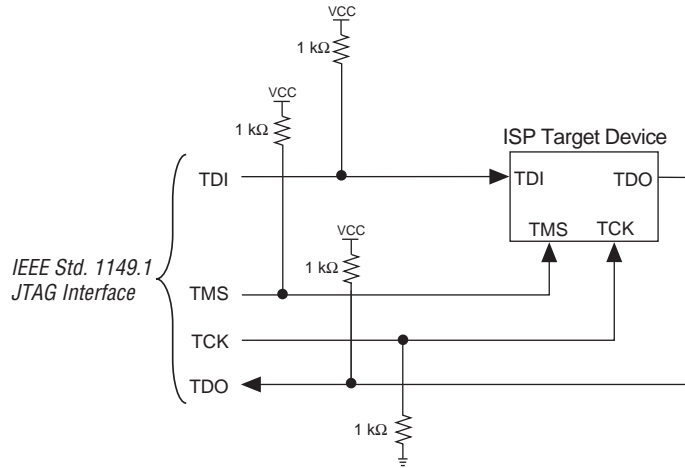 VCC
1 kΩ
VCC
1 kΩ
ISP Target Device
TDI
TDI
TDO
TMS
TCK
VCC
1 kΩ
IEEE Std. 1149.1
JTAG Interface
TMS
TCK
TDO
1 kΩ